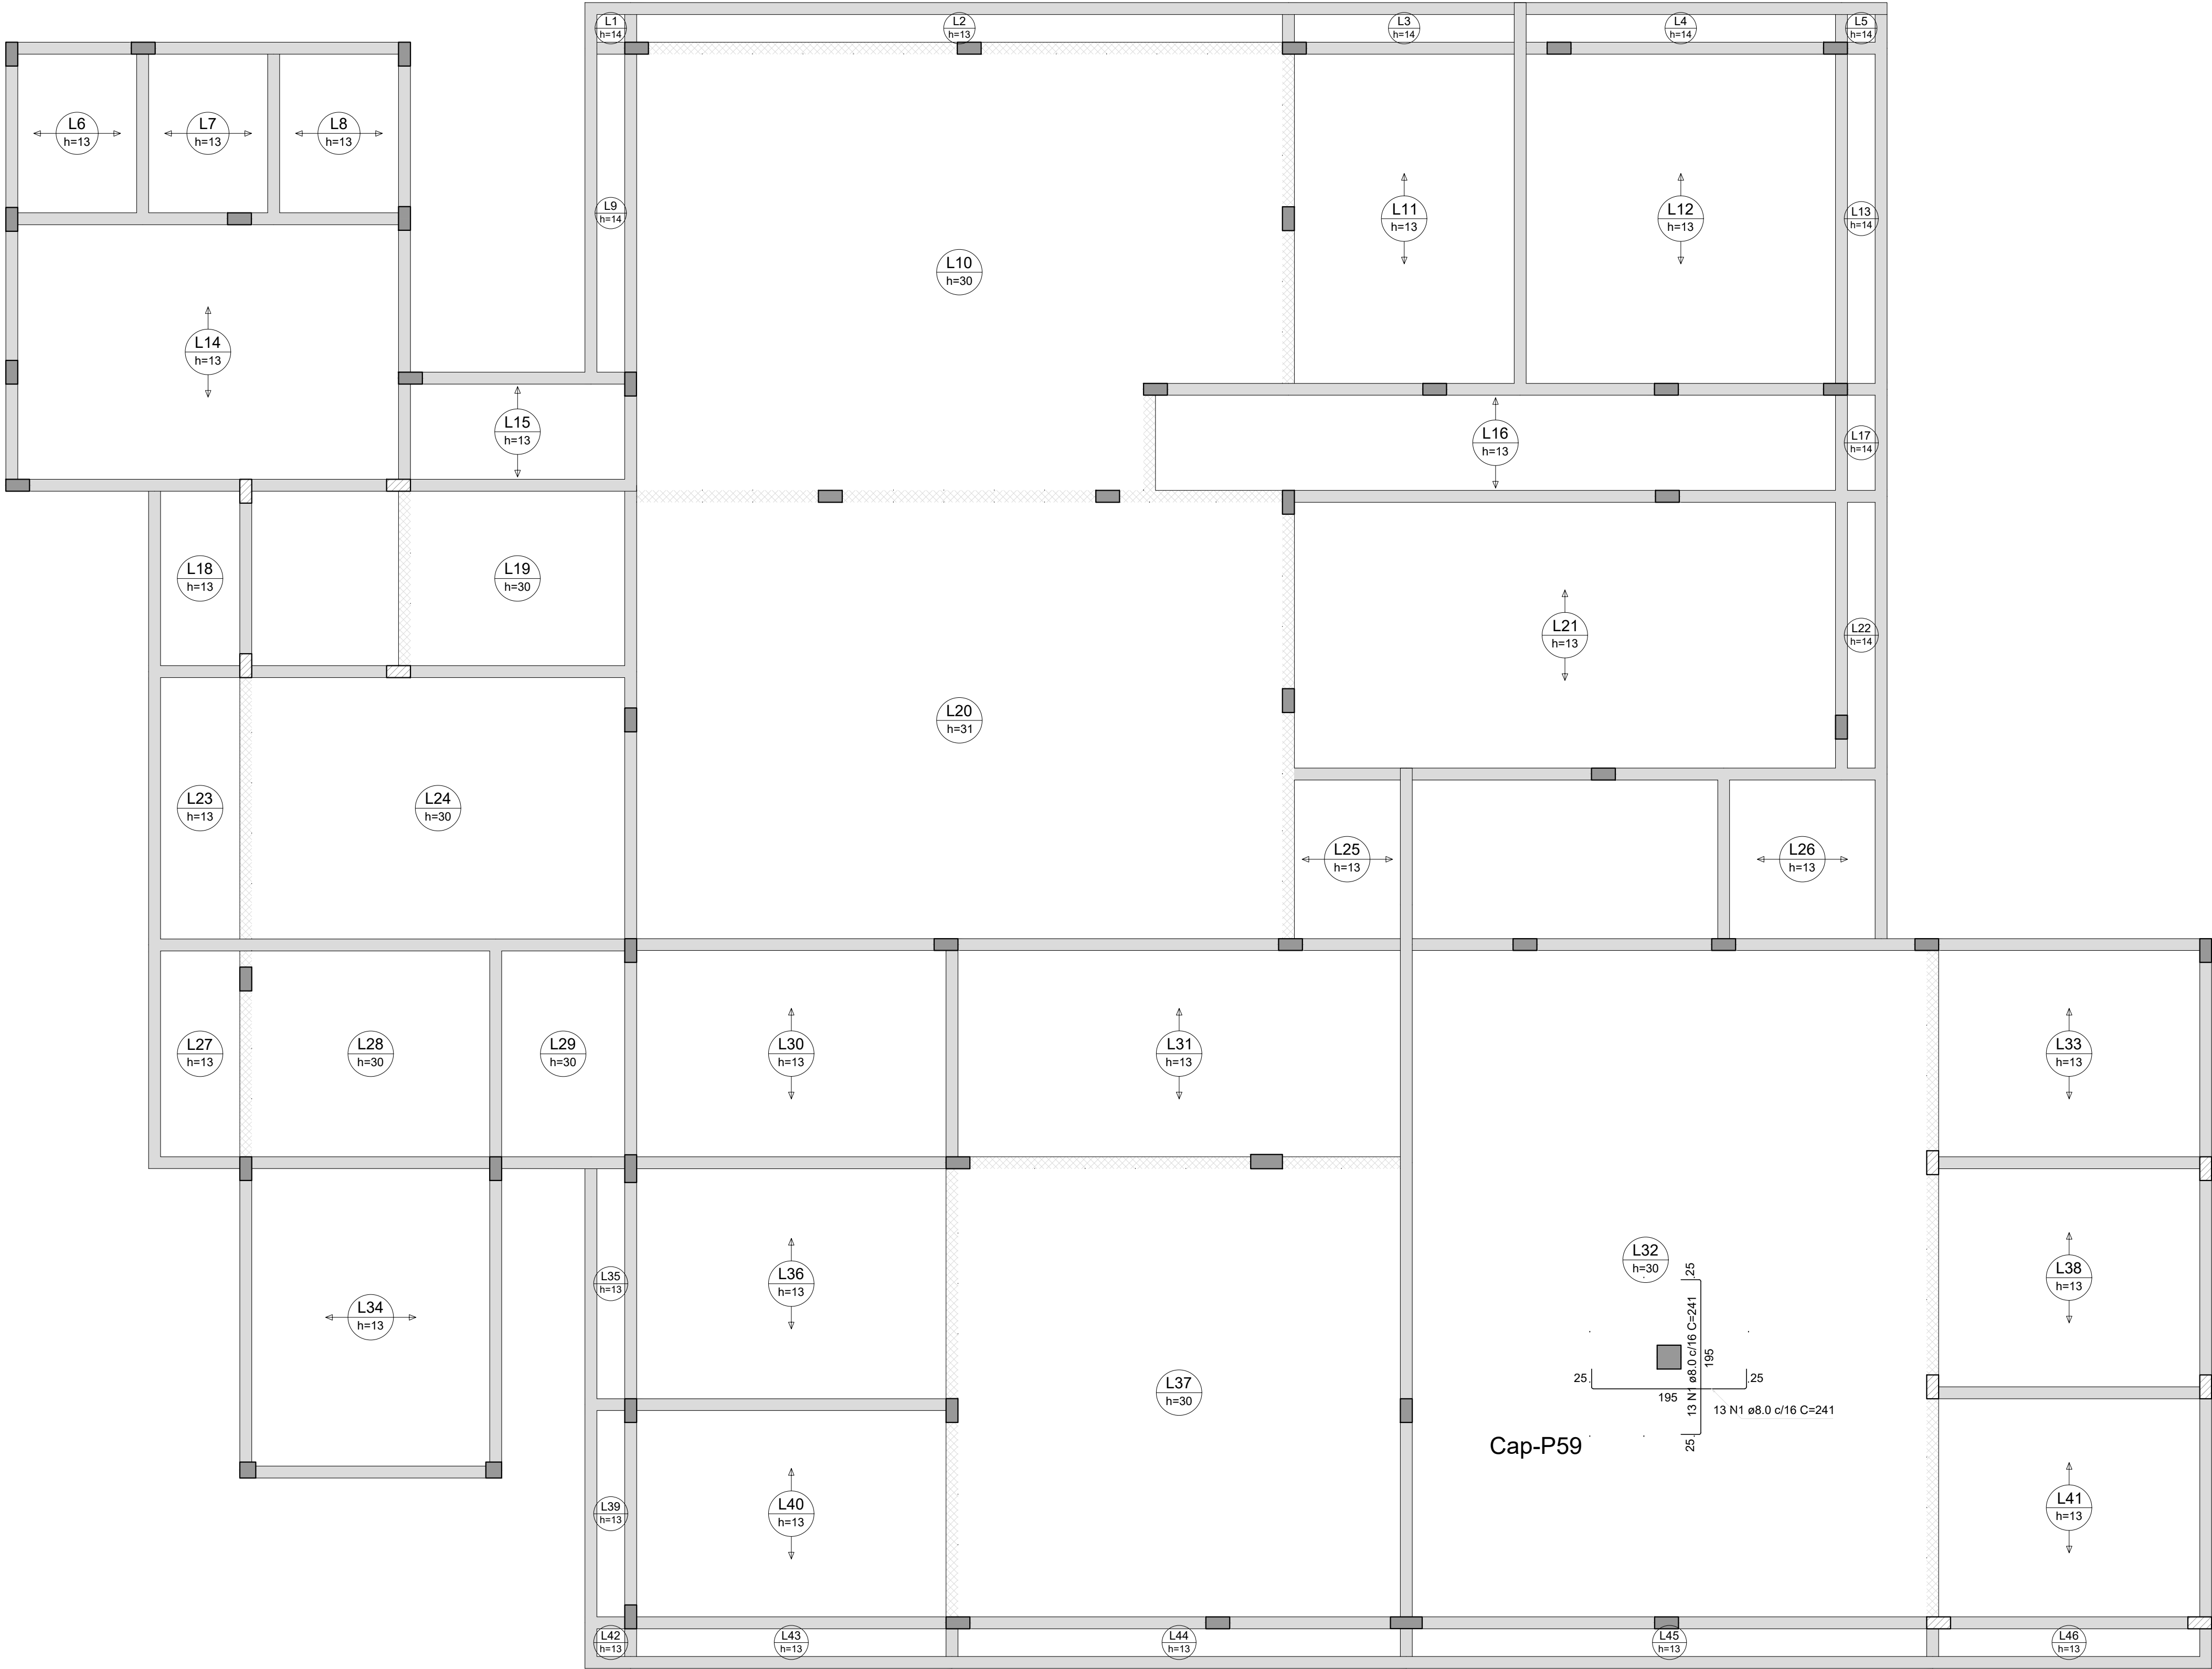 L1
h=14
L2
h=13
L3
h=14
L4
h=14
L5
h=14
L6
h=13
L7
h=13
L8
h=13
L9
h=14
L10
h=30
L11
h=13
L12
h=13
L13
h=14
L14
h=13
L15
h=13
L16
h=13
L17
h=14
L18
h=13
L19
h=30
L20
h=31
L21
h=13
L22
h=14
L23
h=13
L24
h=30
L25
h=13
L26
h=13
L27
h=13
L28
h=30
L29
h=30
L30
h=13
L31
h=13
L32
h=30
L33
h=13
L34
h=13
L35
h=13
L36
h=13
L37
h=30
L38
h=13
25
13 N1 ø8.0 c/16 C=241
195
25
25
195
25
13 N1 ø8.0 c/16 C=241
Cap-P59
L39
h=13
L40
h=13
L41
h=13
L42
h=13
L43
h=13
L44
h=13
L45
h=13
L46
h=13